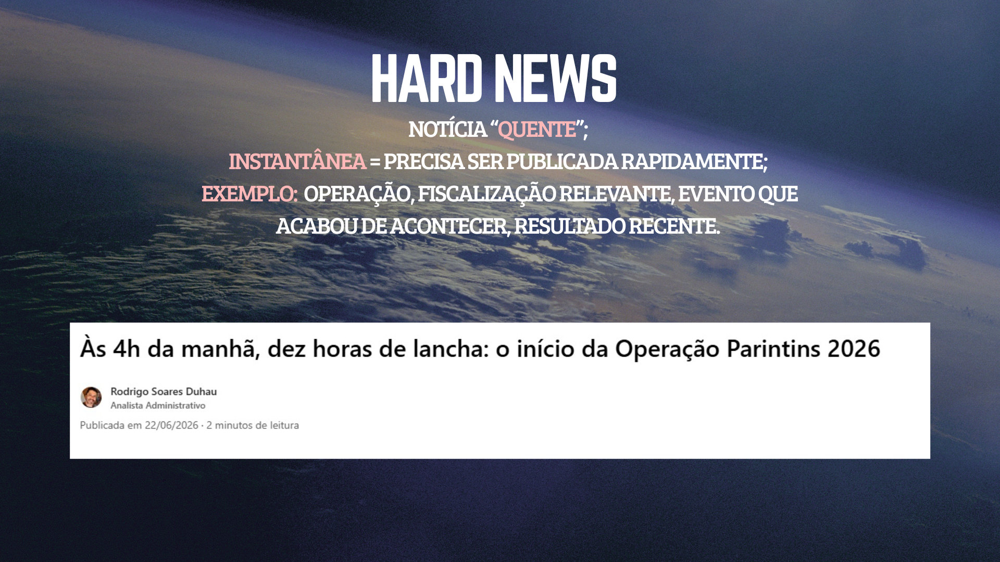 HARD NEWS
NOTÍCIA “QUENTE”;
INSTANTÂNEA = PRECISA SER PUBLICADA RAPIDAMENTE;
EXEMPLO: OPERAÇÃO, FISCALIZAÇÃO RELEVANTE, EVENTO QUE
ACABOU DE ACONTECER, RESULTADO RECENTE.
Às 4h da manhã, dez horas de lancha: o início da Operação Parintins 2026
Rodrigo Soares Duhau
Analista Administrativo
Publicada em 22/06/2026 · 2 minutos de leitura